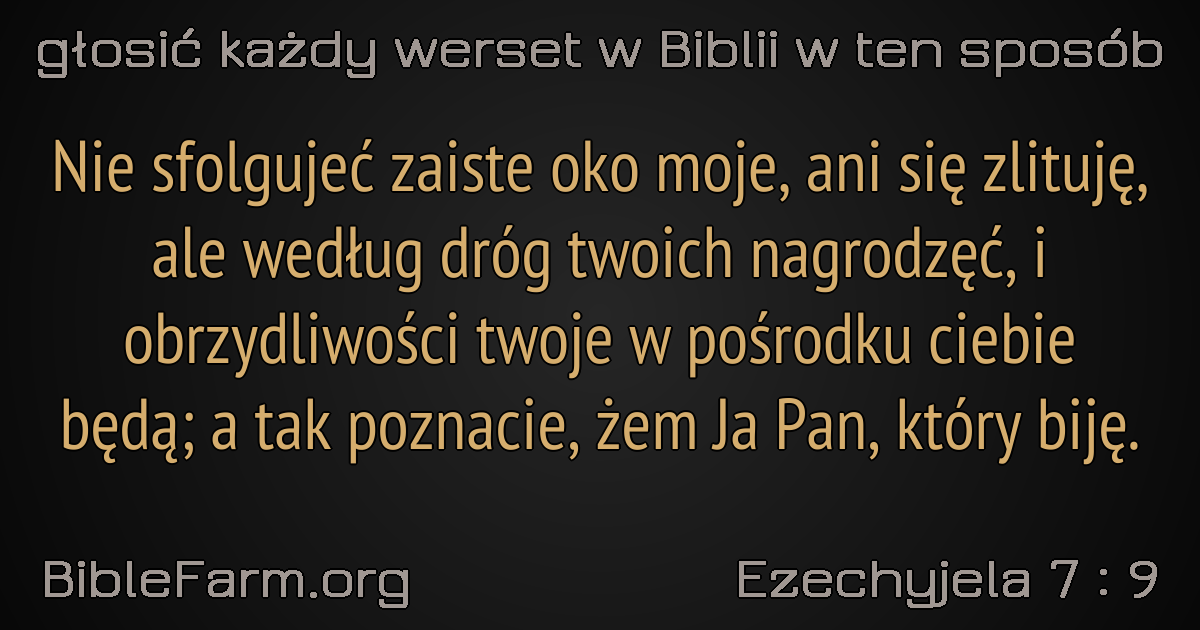 głosić każdy werset w Biblii w ten sposób
Nie sfolgujeć zaiste oko moje, ani się zlituję,
ale według dróg twoich nagrodzęć, i
obrzydliwości twoje w pośrodku ciebie
będą; a tak poznacie, żem Ja Pan, który biję.
BibleFarm.org
Ezechyjela 7 : 9